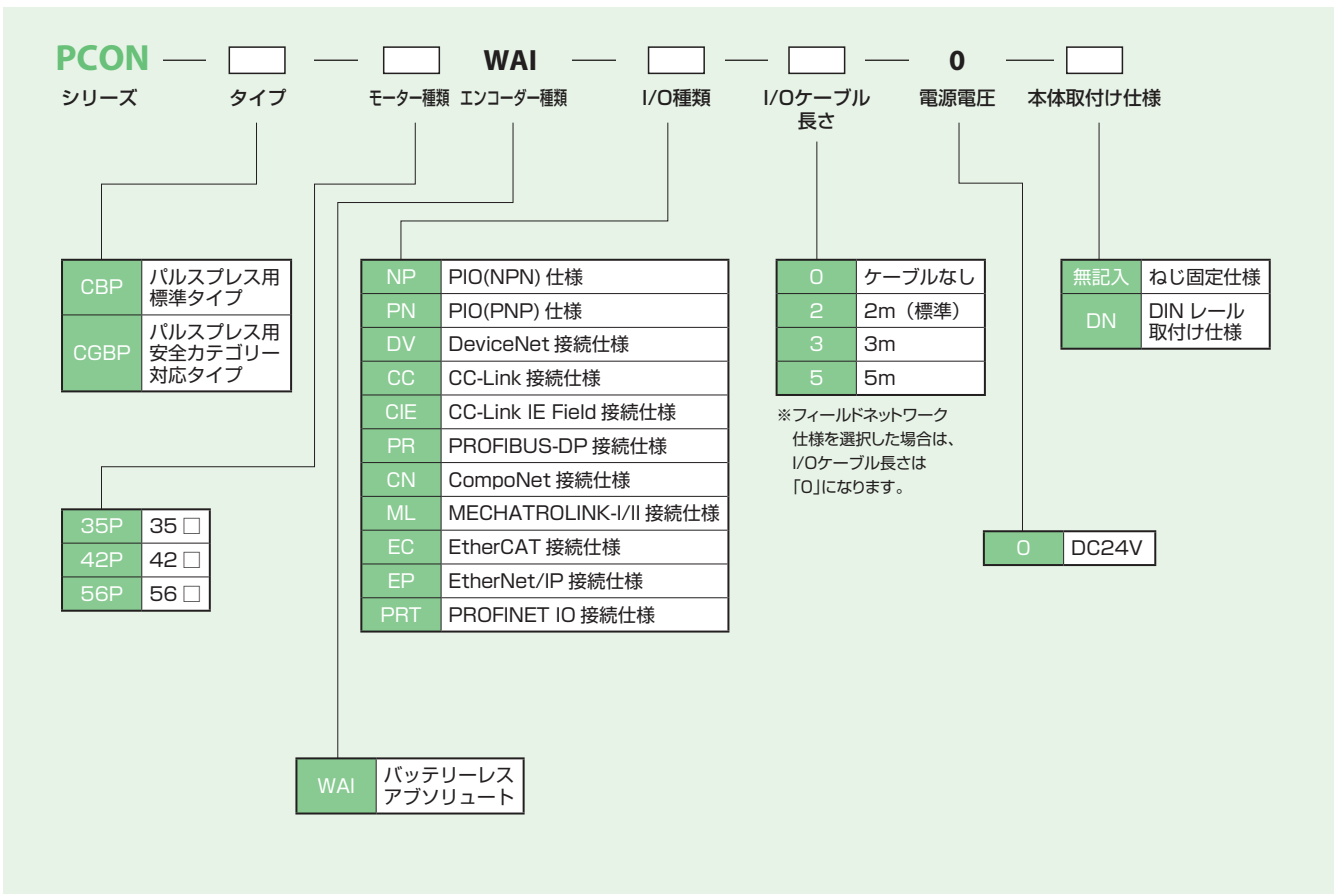 PCON — □ — □ WAI — □ — □ — 0 — □
シリーズ タイプ モーター種類 エンコーダー種類 I/O種類 I/Oケーブル 電源電圧 本体取付け仕様
長さ
CBP パルスプレス用
標準タイプ
CGBP パルスプレス用
安全カテゴリー
対応タイプ
35P 35 □
42P 42 □
56P 56 □
WAI バッテリーレス
アブソリュート
NP PIO(NPN) 仕様
PN PIO(PNP) 仕様
DV DeviceNet 接続仕様
CC CC-Link 接続仕様
CIE CC-Link IE Field 接続仕様
PR PROFIBUS-DP 接続仕様
CN CompoNet 接続仕様
ML MECHATROLINK-I/II 接続仕様
EC EtherCAT 接続仕様
EP EtherNet/IP 接続仕様
PRT PROFINET IO 接続仕様
0 ケーブルなし
2 2m（標準）
3 3m
5 5m
※フィールドネットワーク
仕様を選択した場合は、
I/Oケーブル長さは
「0」になります。
0 DC24V
無記入 ねじ固定仕様
DN DIN レール
取付け仕様